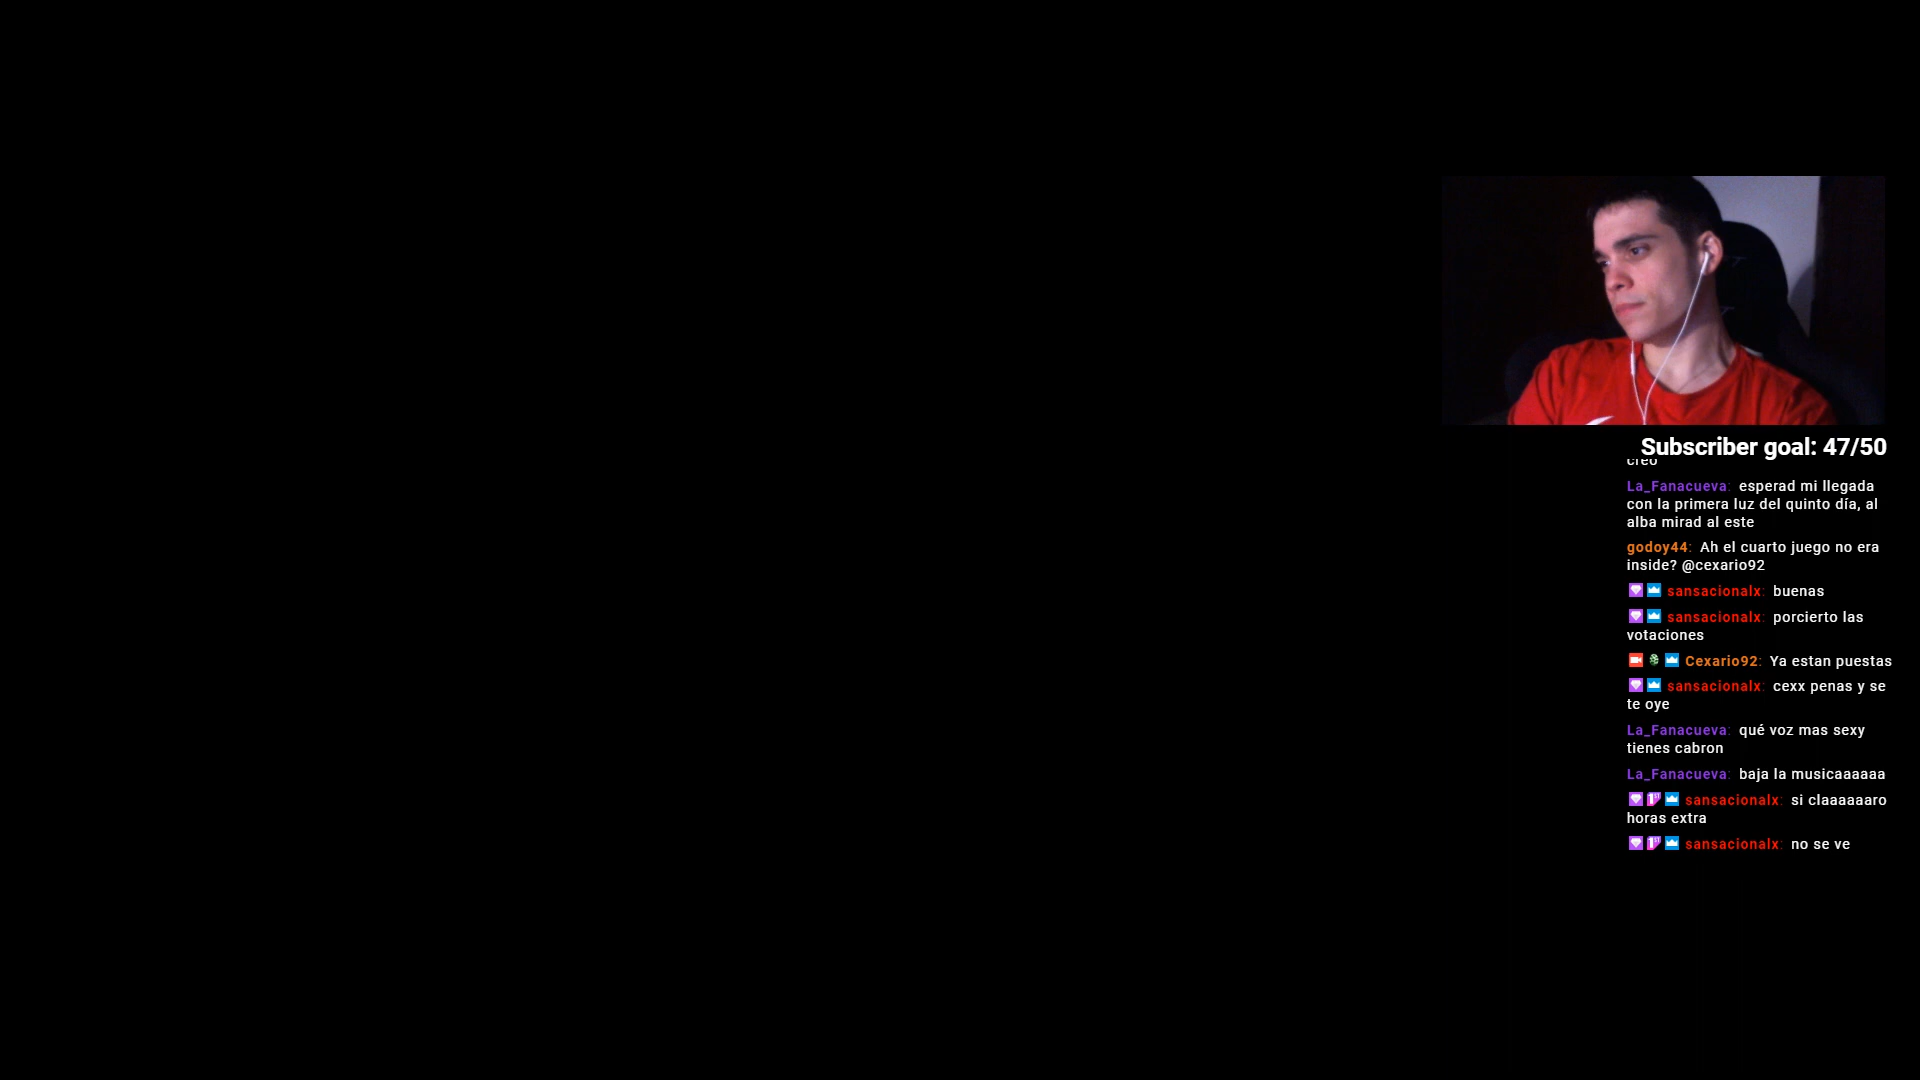 Subscriber goal: 47/50
creo
La_Fanacueva: esperad mi llegada
con la primera luz del quinto día, al
alba mirad al este
godoy44: Ah el cuarto juego no era
inside? @cexario92
sansacionalx: buenas
sansacionalx: porcierto las
votaciones
Cexario92: Ya estan puestas
sansacionalx: cexx penas y se
te oye
La_Fanacueva: qué voz mas sexy
tienes cabron
La_Fanacueva: baja la musicaaaaaa
sansacionalx: si claaaaaaro
horas extra
sansacionalx: no se ve